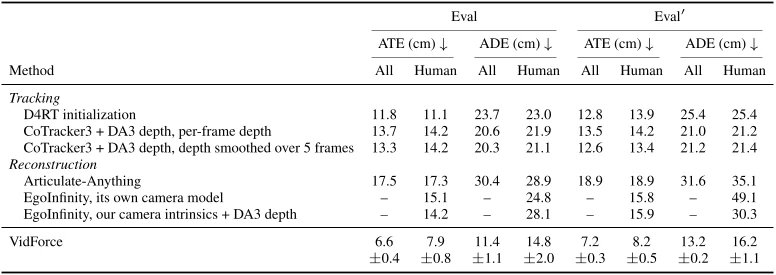 Eval Eval′
ATE (cm) ↓ ADE (cm) ↓ ATE (cm) ↓ ADE (cm) ↓
Method All Human All Human All Human All Human
Tracking
D4RT initialization 11.8 11.1 23.7 23.0 12.8 13.9 25.4 25.4
CoTracker3 + DA3 depth, per-frame depth 13.7 14.2 20.6 21.9 13.5 14.2 21.0 21.2
CoTracker3 + DA3 depth, depth smoothed over 5 frames 13.3 14.2 20.3 21.1 12.6 13.4 21.2 21.4
Reconstruction
Articulate-Anything 17.5 17.3 30.4 28.9 18.9 18.9 31.6 35.1
EgoInfinity, its own camera model – 15.1 – 24.8 – 15.8 – 49.1
EgoInfinity, our camera intrinsics + DA3 depth – 14.2 – 28.1 – 15.9 – 30.3
VidForce 6.6 7.9 11.4 14.8 7.2 8.2 13.2 16.2
±0.4 ±0.8 ±1.1 ±2.0 ±0.3 ±0.5 ±0.2 ±1.1